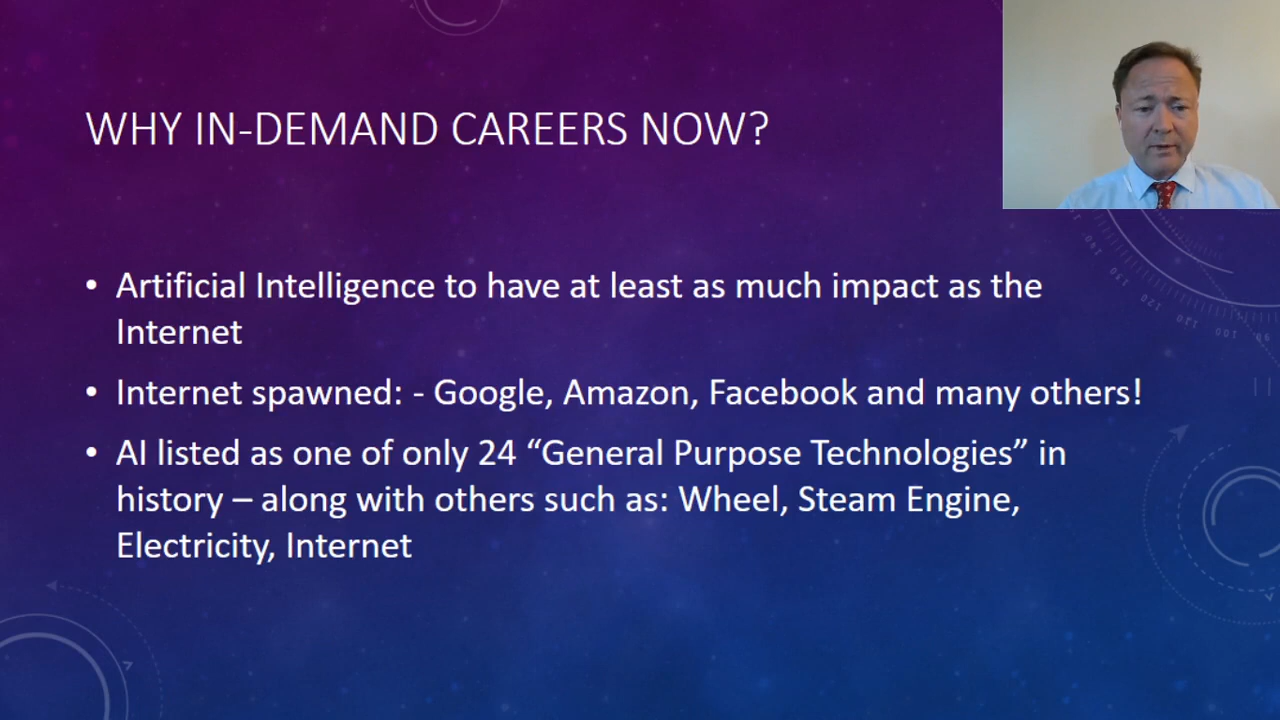 WHY IN-DEMAND CAREERS NOW?
• Artificial Intelligence to have at least as much impact as the
Internet
• Internet spawned: - Google, Amazon, Facebook and many others!
• AI listed as one of only 24 “General Purpose Technologies” in
history – along with others such as: Wheel, Steam Engine,
Electricity, Internet